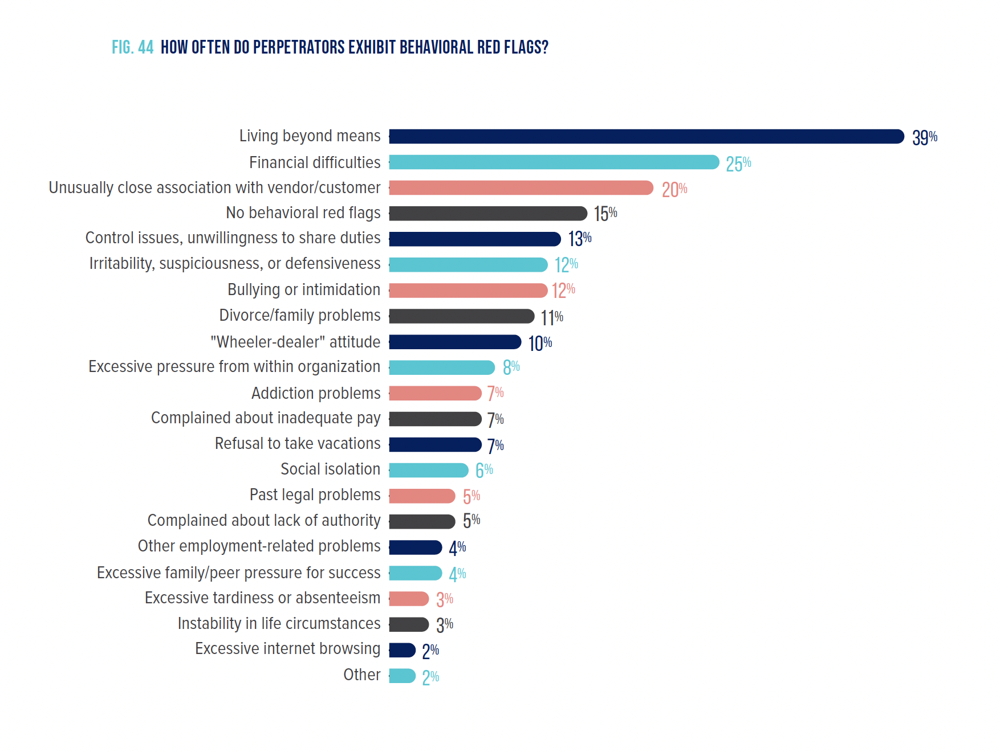 FIG. 44 HOW OFTEN DO PERPETRATORS EXHIBIT BEHAVIORAL RED FLAGS?
Living beyond means 39%
Financial difficulties 25%
Unusually close association with vendor/customer 20%
No behavioral red flags 15%
Control issues, unwillingness to share duties 13%
Irritability, suspiciousness, or defensiveness 12%
Bullying or intimidation 12%
Divorce/family problems 11%
"Wheeler-dealer" attitude 10%
Excessive pressure from within organization 8%
Addiction problems 7%
Complained about inadequate pay 7%
Refusal to take vacations 7%
Social isolation 6%
Past legal problems 5%
Complained about lack of authority 5%
Other employment-related problems 4%
Excessive family/peer pressure for success 4%
Excessive tardiness or absenteeism 3%
Instability in life circumstances 3%
Excessive internet browsing 2%
Other 2%